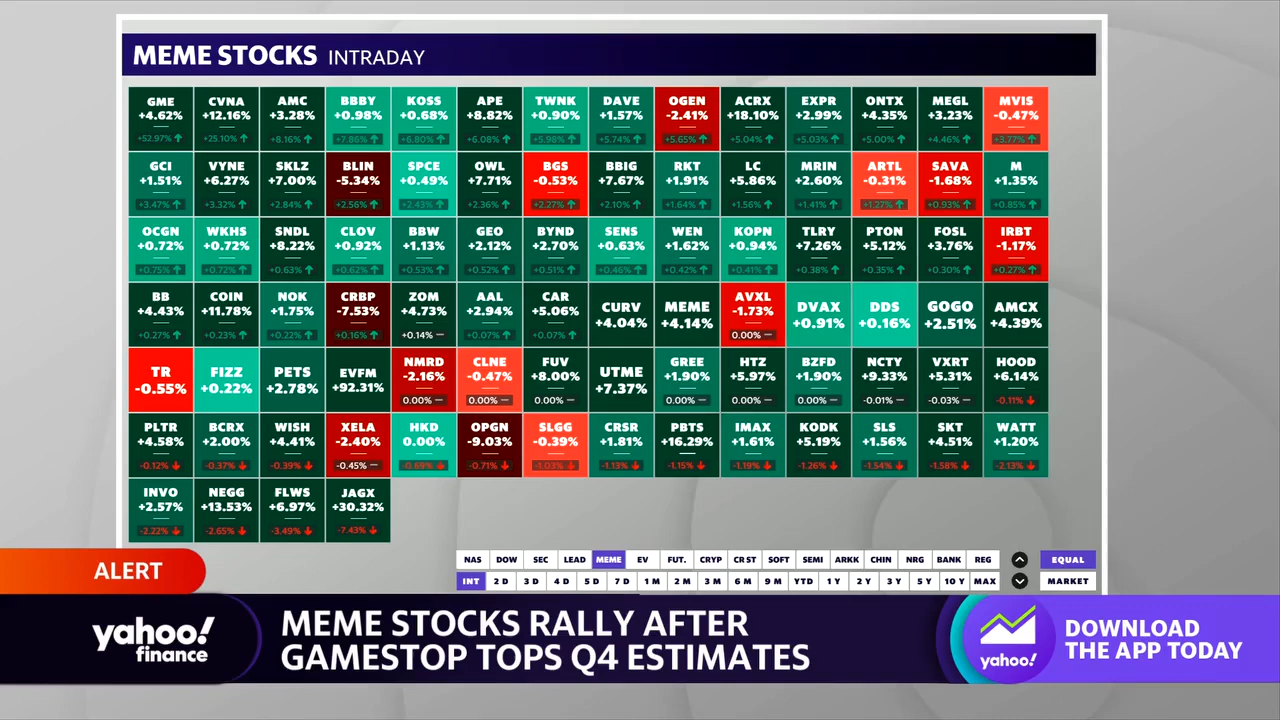 MEME STOCKS INTRADAY
GME CVNA AMC BBBY KOSS APE TWNK DAVE OGEN ACRX EXPR ONTX MEGL MVIS
+4.62% +12.16% +3.28% +0.98% +0.68% +8.82% +0.90% +1.57% -2.41% +18.10% +2.99% +4.35% +3.23% -0.47%
+52.97% +25.10% +8.16% +7.86% +6.80% +6.08% +5.98% +5.74% +5.65% +5.04% +5.03% +5.00% +4.46% +3.77%
GCI VYNE SKLZ BLIN SPCE OWL BGS BBIG RKT LC MRIN ARTL SAVA M
+1.51% +6.27% +7.00% -5.34% +0.49% +7.71% -0.53% +7.67% +1.91% +5.86% +2.60% -0.31% -1.68% +1.35%
+3.47% +3.32% +2.84% +2.56% +2.43% +2.36% +2.27% +2.10% +1.64% +1.56% +1.41% +1.27% +0.93% +0.85%
OCGN WKHS SNDL CLOV BBW GEO BYND SENS WEN KOPN TLRY PTON FOSL IRBT
+0.72% +0.72% +8.22% +0.92% +1.13% +2.12% +2.70% +0.63% +1.62% +0.94% +7.26% +5.12% +3.76% -1.17%
+0.75% +0.72% +0.63% +0.62% +0.53% +0.52% +0.51% +0.46% +0.42% +0.41% +0.38% +0.35% +0.30% +0.27%
BB COIN NOK CRBP ZOM AAL CAR CURV MEME AVXL DVAX DDS GOGO AMCX
+4.43% +11.78% +1.75% -7.53% +4.73% +2.94% +5.06% +4.04% +4.14% -1.73% +0.91% +0.16% +2.51% +4.39%
+0.27% +0.23% +0.22% +0.16% +0.14% +0.07% +0.07% 0.00%
TR FIZZ PETS EVFM NMRD CLNE FUV UTME GREE HTZ BZFD NCTY VXRT HOOD
-0.55% +0.22% +2.78% +92.31% -2.16% -0.47% +8.00% +7.37% +1.90% +5.97% +1.90% +9.33% +5.31% +6.14%
0.00% 0.00% 0.00% 0.00% 0.00% 0.00% -0.01% -0.03% -0.11%
PLTR BCRX WISH XELA HKD OPGN SLGG CRSR PBTS IMAX KODK SLS SKT WATT
+4.58% +2.00% +4.41% -2.40% 0.00% -9.03% -0.39% +1.81% +16.29% +1.61% +5.19% +1.56% +4.51% +1.20%
-0.12% -0.37% -0.39% -0.45% -0.69% -0.71% -1.03% -1.13% -1.15% -1.19% -1.26% -1.54% -1.58% -2.13%
INVO NEGG FLWS JAGX
+2.57% +13.53% +6.97% +30.32%
-2.22% -2.65% -3.49% -7.43%
NAS DOW SEC LEAD MEME EV FUT. CRYP CRST SOFT SEMI ARKK CHIN NRG BANK REG EQUAL
INT 2 D 3 D 4 D 5 D 7 D 1 M 2 M 3 M 6 M 9 M YTD 1 Y 2 Y 3 Y 5 Y 10 Y MAX MARKET
ALERT
yahoo!
finance
MEME STOCKS RALLY AFTER
GAMESTOP TOPS Q4 ESTIMATES
yahoo!
DOWNLOAD
THE APP TODAY